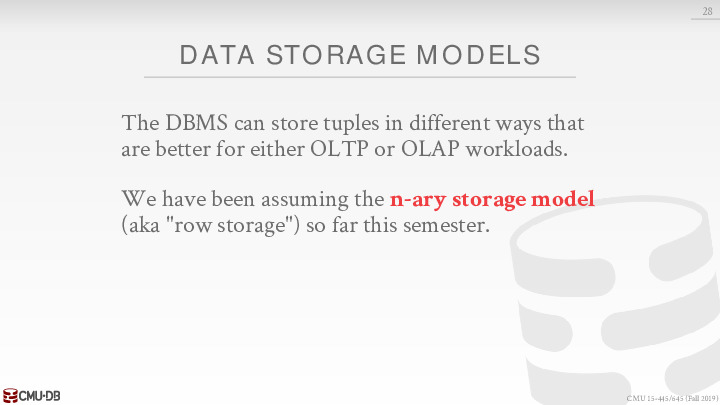 28
DATA STORAGE MODELS
The DBMS can store tuples in different ways that
are better for either OLTP or OLAP workloads.
We have been assuming the n-ary storage model
(aka "row storage") so far this semester.
CMU·DB
CMU 15-445/645 (Fall 2019)